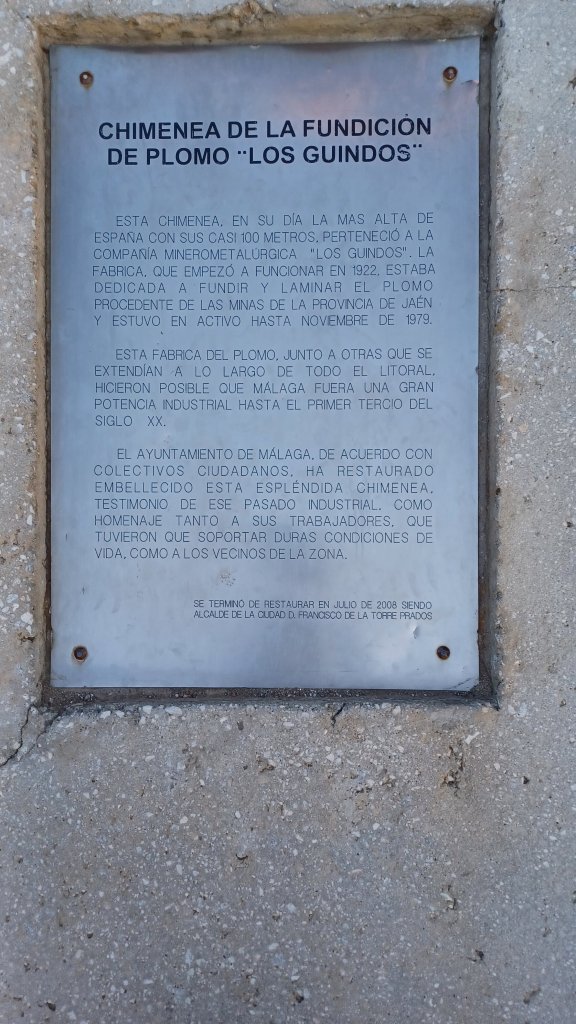 CHIMENEA DE LA FUNDICIÓN
DE PLOMO ¨LOS GUINDOS¨
ESTA CHIMENEA, EN SU DÍA LA MAS ALTA DE
ESPAÑA CON SUS CASI 100 METROS, PERTENECIÓ A LA
COMPAÑÍA MINEROMETALÚRGICA "LOS GUINDOS". LA
FABRICA, QUE EMPEZÓ A FUNCIONAR EN 1922, ESTABA
DEDICADA A FUNDIR Y LAMINAR EL PLOMO
PROCEDENTE DE LAS MINAS DE LA PROVINCIA DE JAÉN
Y ESTUVO EN ACTIVO HASTA NOVIEMBRE DE 1979.
ESTA FABRICA DEL PLOMO, JUNTO A OTRAS QUE SE
EXTENDÍAN A LO LARGO DE TODO EL LITORAL,
HICIERON POSIBLE QUE MÁLAGA FUERA UNA GRAN
POTENCIA INDUSTRIAL HASTA EL PRIMER TERCIO DEL
SIGLO XX.
EL AYUNTAMIENTO DE MÁLAGA, DE ACUERDO CON
COLECTIVOS CIUDADANOS, HA RESTAURADO
EMBELLECIDO ESTA ESPLÉNDIDA CHIMENEA,
TESTIMONIO DE ESE PASADO INDUSTRIAL, COMO
HOMENAJE TANTO A SUS TRABAJADORES, QUE
TUVIERON QUE SOPORTAR DURAS CONDICIONES DE
VIDA, COMO A LOS VECINOS DE LA ZONA.
SE TERMINÓ DE RESTAURAR EN JULIO DE 2008 SIENDO
ALCALDE DE LA CIUDAD D. FRANCISCO DE LA TORRE PRADOS